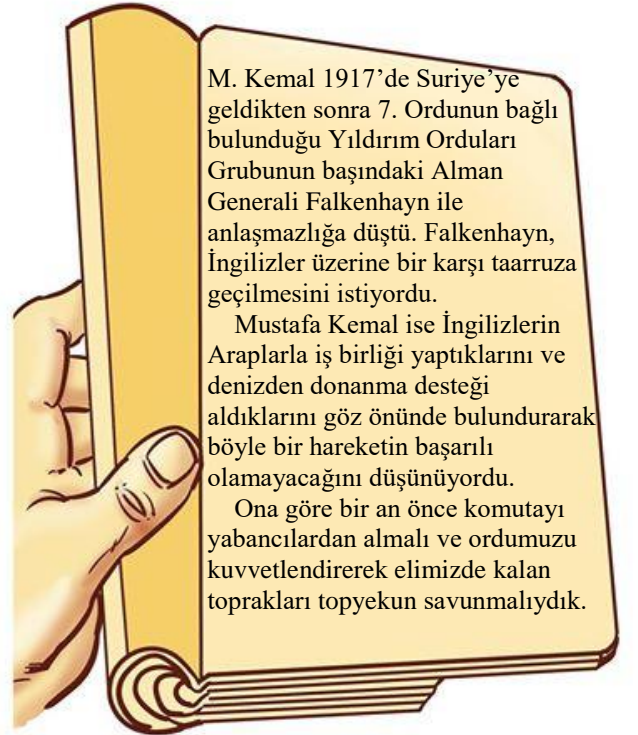 M. Kemal 1917’de Suriye’ye
geldikten sonra 7. Ordunun bağlı
bulunduğu Yıldırım Orduları
Grubunun başındaki Alman
Generali Falkenhayn ile
anlaşmazlığa düştü. Falkenhayn,
İngilizler üzerine bir karşı taarruza
geçilmesini istiyordu.
Mustafa Kemal ise İngilizlerin
Araplarla iş birliği yaptıklarını ve
denizden donanma desteği
aldıklarını göz önünde bulundurarak
böyle bir hareketin başarılı
olamayacağını düşünüyordu.
Ona göre bir an önce komutayı
yabancılardan almalı ve ordumuzu
kuvvetlendirerek elimizde kalan
toprakları topyekun savunmalıydık.